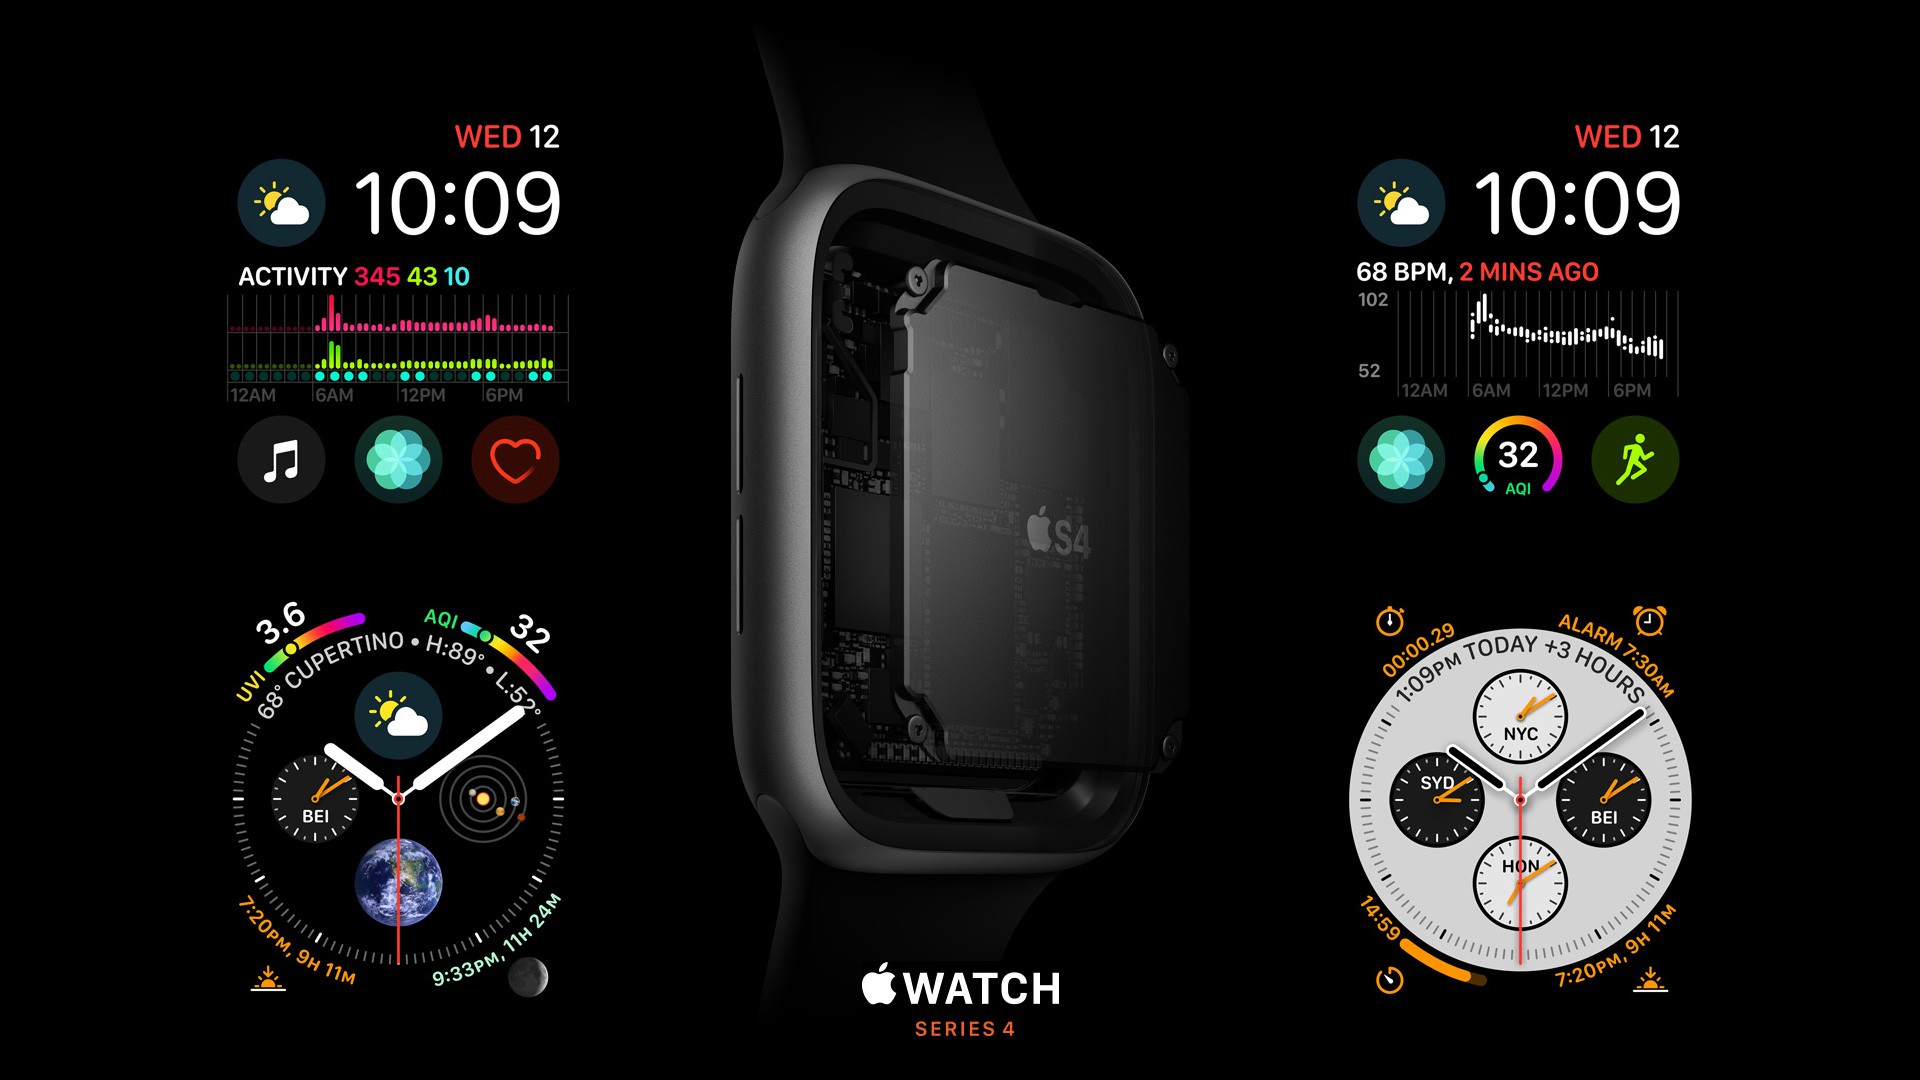 WED 12
10:09
ACTIVITY 345 43 10
12AM 6AM 12PM 6PM
UVI 3.6
AQI 32
68° CUPERTINO • H:89° • L:52°
BEI
7:20PM, 9H 11M
9:33PM, 11H 24M
S4
WATCH
SERIES 4
WED 12
10:09
68 BPM, 2 MINS AGO
102
52
12AM 6AM 12PM 6PM
32
AQI
00:00.29
ALARM 7:30AM
1:09PM TODAY +3 HOURS
NYC
SYD
BEI
HON
14:59
7:20PM, 9H 11M